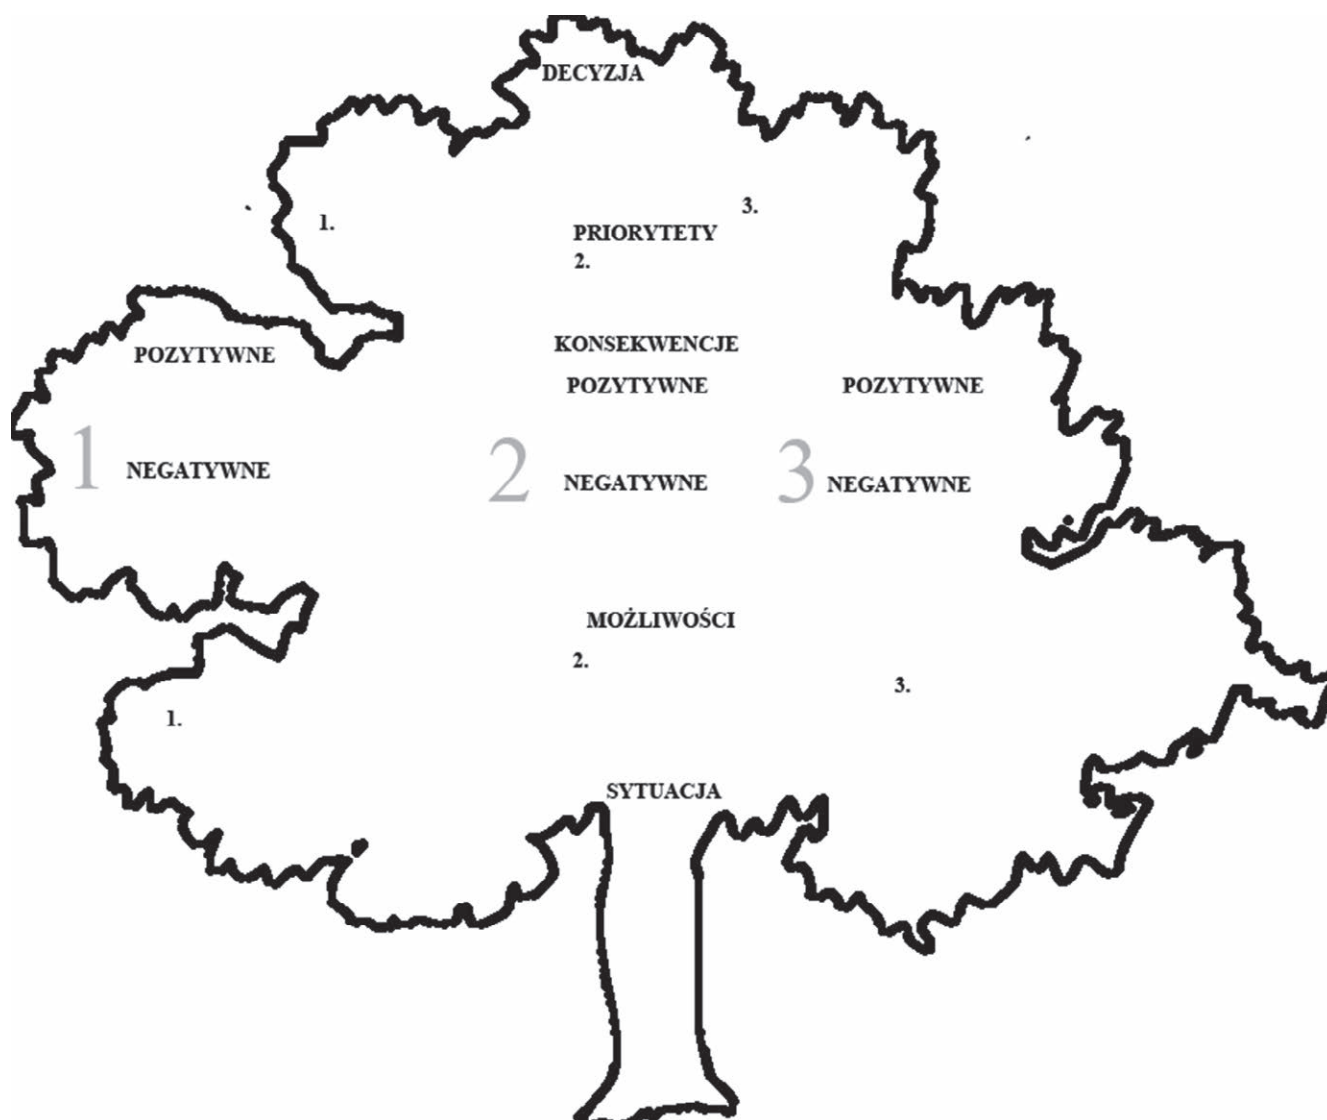 DECYZJA
1.
3.
PRIORYTETY
2.
KONSEKWENCJE
POZYTYWNE
POZYTYWNE
POZYTYWNE
1
NEGATYWNE
2
NEGATYWNE
3
NEGATYWNE
MOŻLIWOŚCI
2.
3.
1.
SYTUACJA